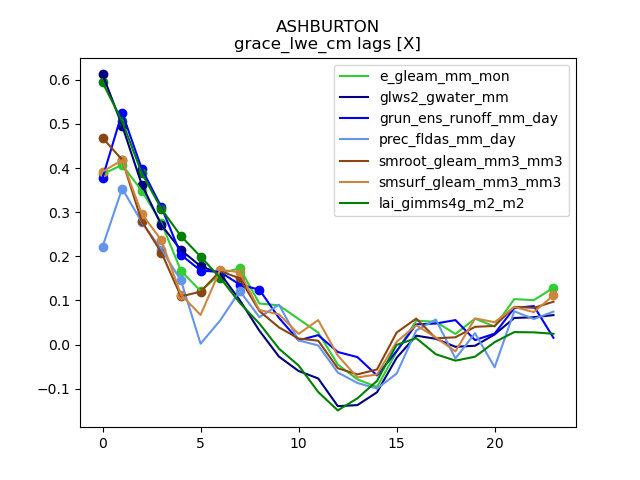 ASHBURTON
grace_lwe_cm lags [X]
e_gleam_mm_mon
glws2_gwater_mm
grun_ens_runoff_mm_day
prec_fldas_mm_day
smroot_gleam_mm3_mm3
smsurf_gleam_mm3_mm3
lai_gimms4g_m2_m2
0.6
0.5
0.4
0.3
0.2
0.1
0.0
−0.1
0 5 10 15 20